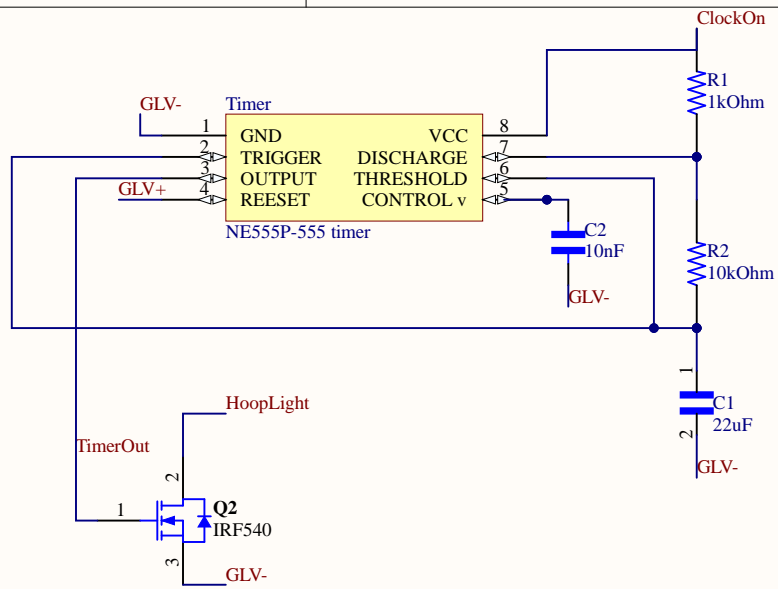 ClockOn
R1
1kOhm
GLV-
Timer
1
GND
VCC
8
2
TRIGGER
DISCHARGE
7
3
OUTPUT
THRESHOLD
6
GLV+
4
REESET
CONTROL v
5
NE555P-555 timer
C2
10nF
GLV-
R2
10kOhm
1
C1
22uF
2
GLV-
HoopLight
TimerOut
2
1
Q2
IRF540
3
GLV-